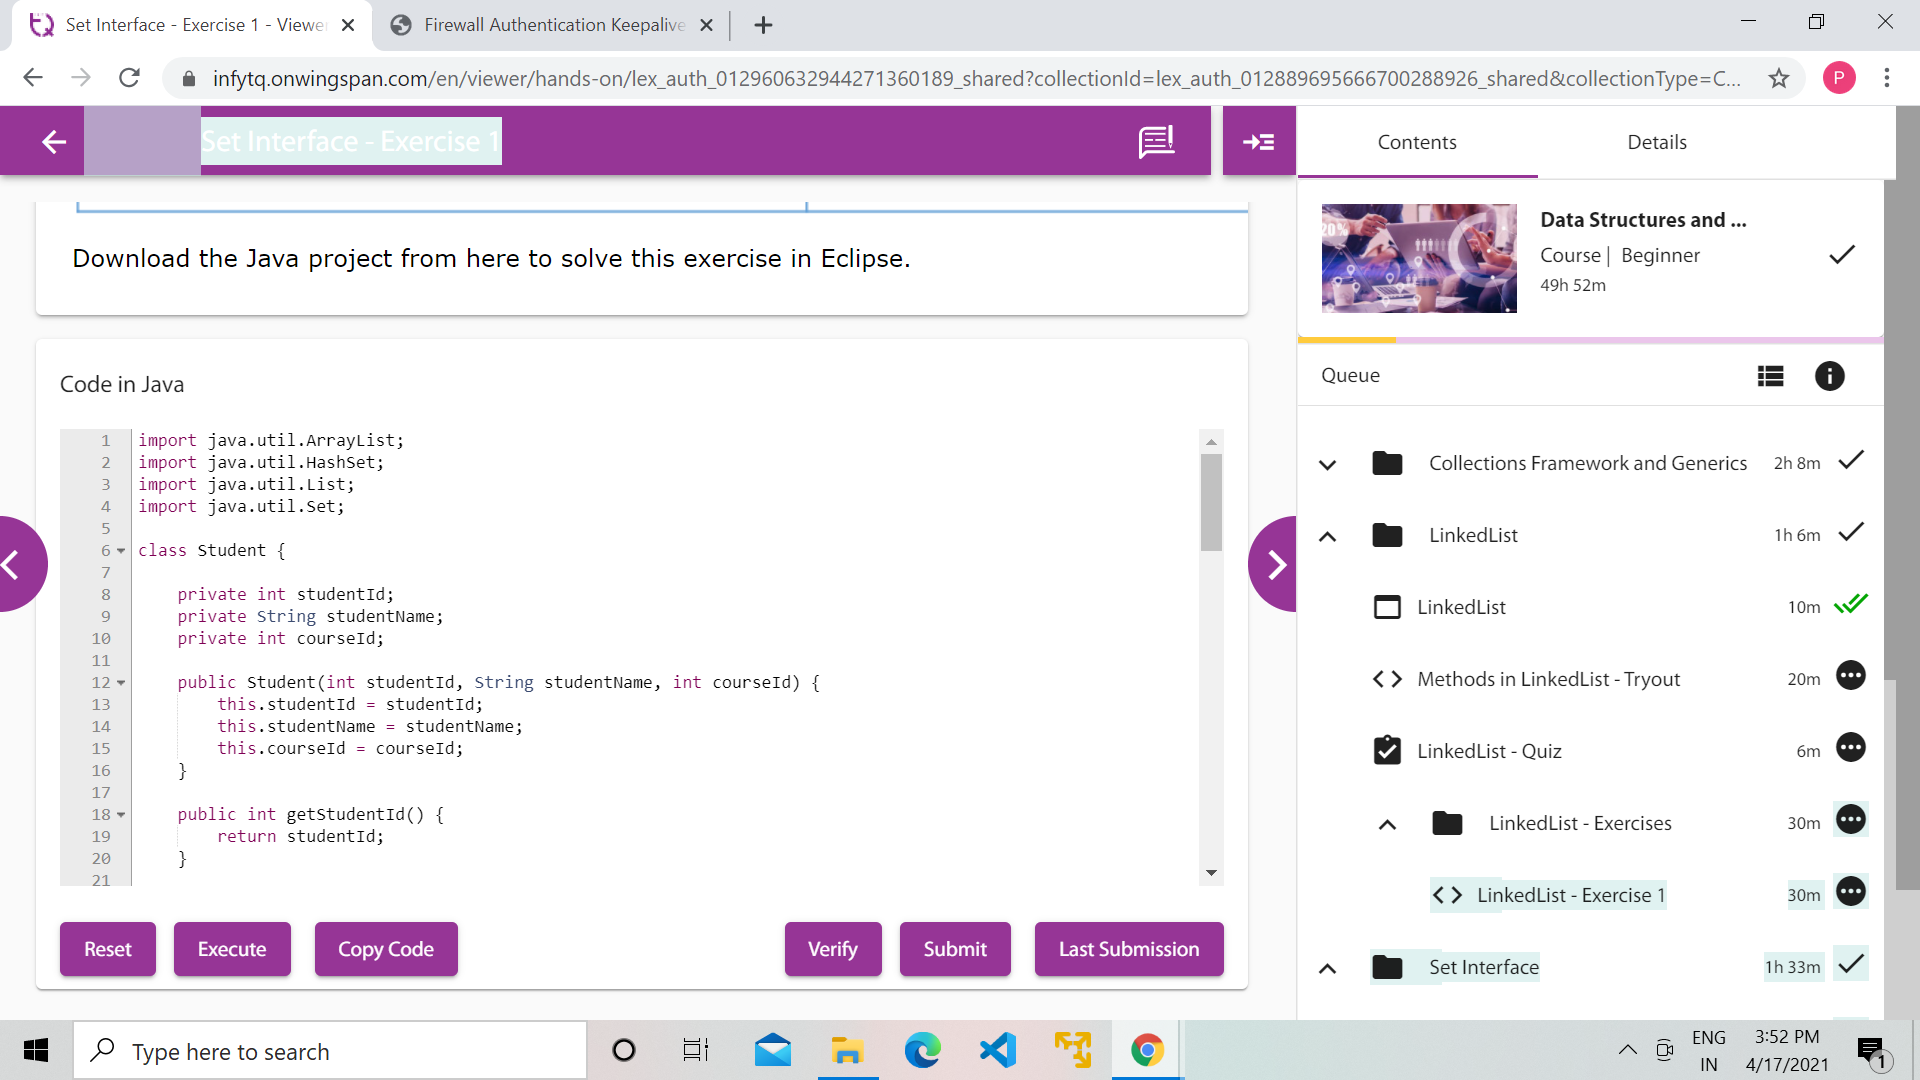 Set Interface - Exercise 1 - Viewer
Firewall Authentication Keepalive
infytq.onwingspan.com/en/viewer/hands-on/lex_auth_012960632944271360189_shared?collectionId=lex_auth_012889695666700288926_shared&collectionType=C...
P
Set Interface - Exercise 1
Download the Java project from here to solve this exercise in Eclipse.
Code in Java
1 import java.util.ArrayList;
2 import java.util.HashSet;
3 import java.util.List;
4 import java.util.Set;
5
6 class Student {
7
8 private int studentId;
9 private String studentName;
10 private int courseId;
11
12 public Student(int studentId, String studentName, int courseId) {
13 this.studentId = studentId;
14 this.studentName = studentName;
15 this.courseId = courseId;
16 }
17
18 public int getStudentId() {
19 return studentId;
20 }
21
Reset Execute Copy Code Verify Submit Last Submission
Contents Details
Data Structures and ...
Course | Beginner
49h 52m
Queue
Collections Framework and Generics 2h 8m
LinkedList 1h 6m
LinkedList 10m
Methods in LinkedList - Tryout 20m
LinkedList - Quiz 6m
LinkedList - Exercises 30m
LinkedList - Exercise 1 30m
Set Interface 1h 33m
Type here to search
ENG
IN
3:52 PM
4/17/2021
1